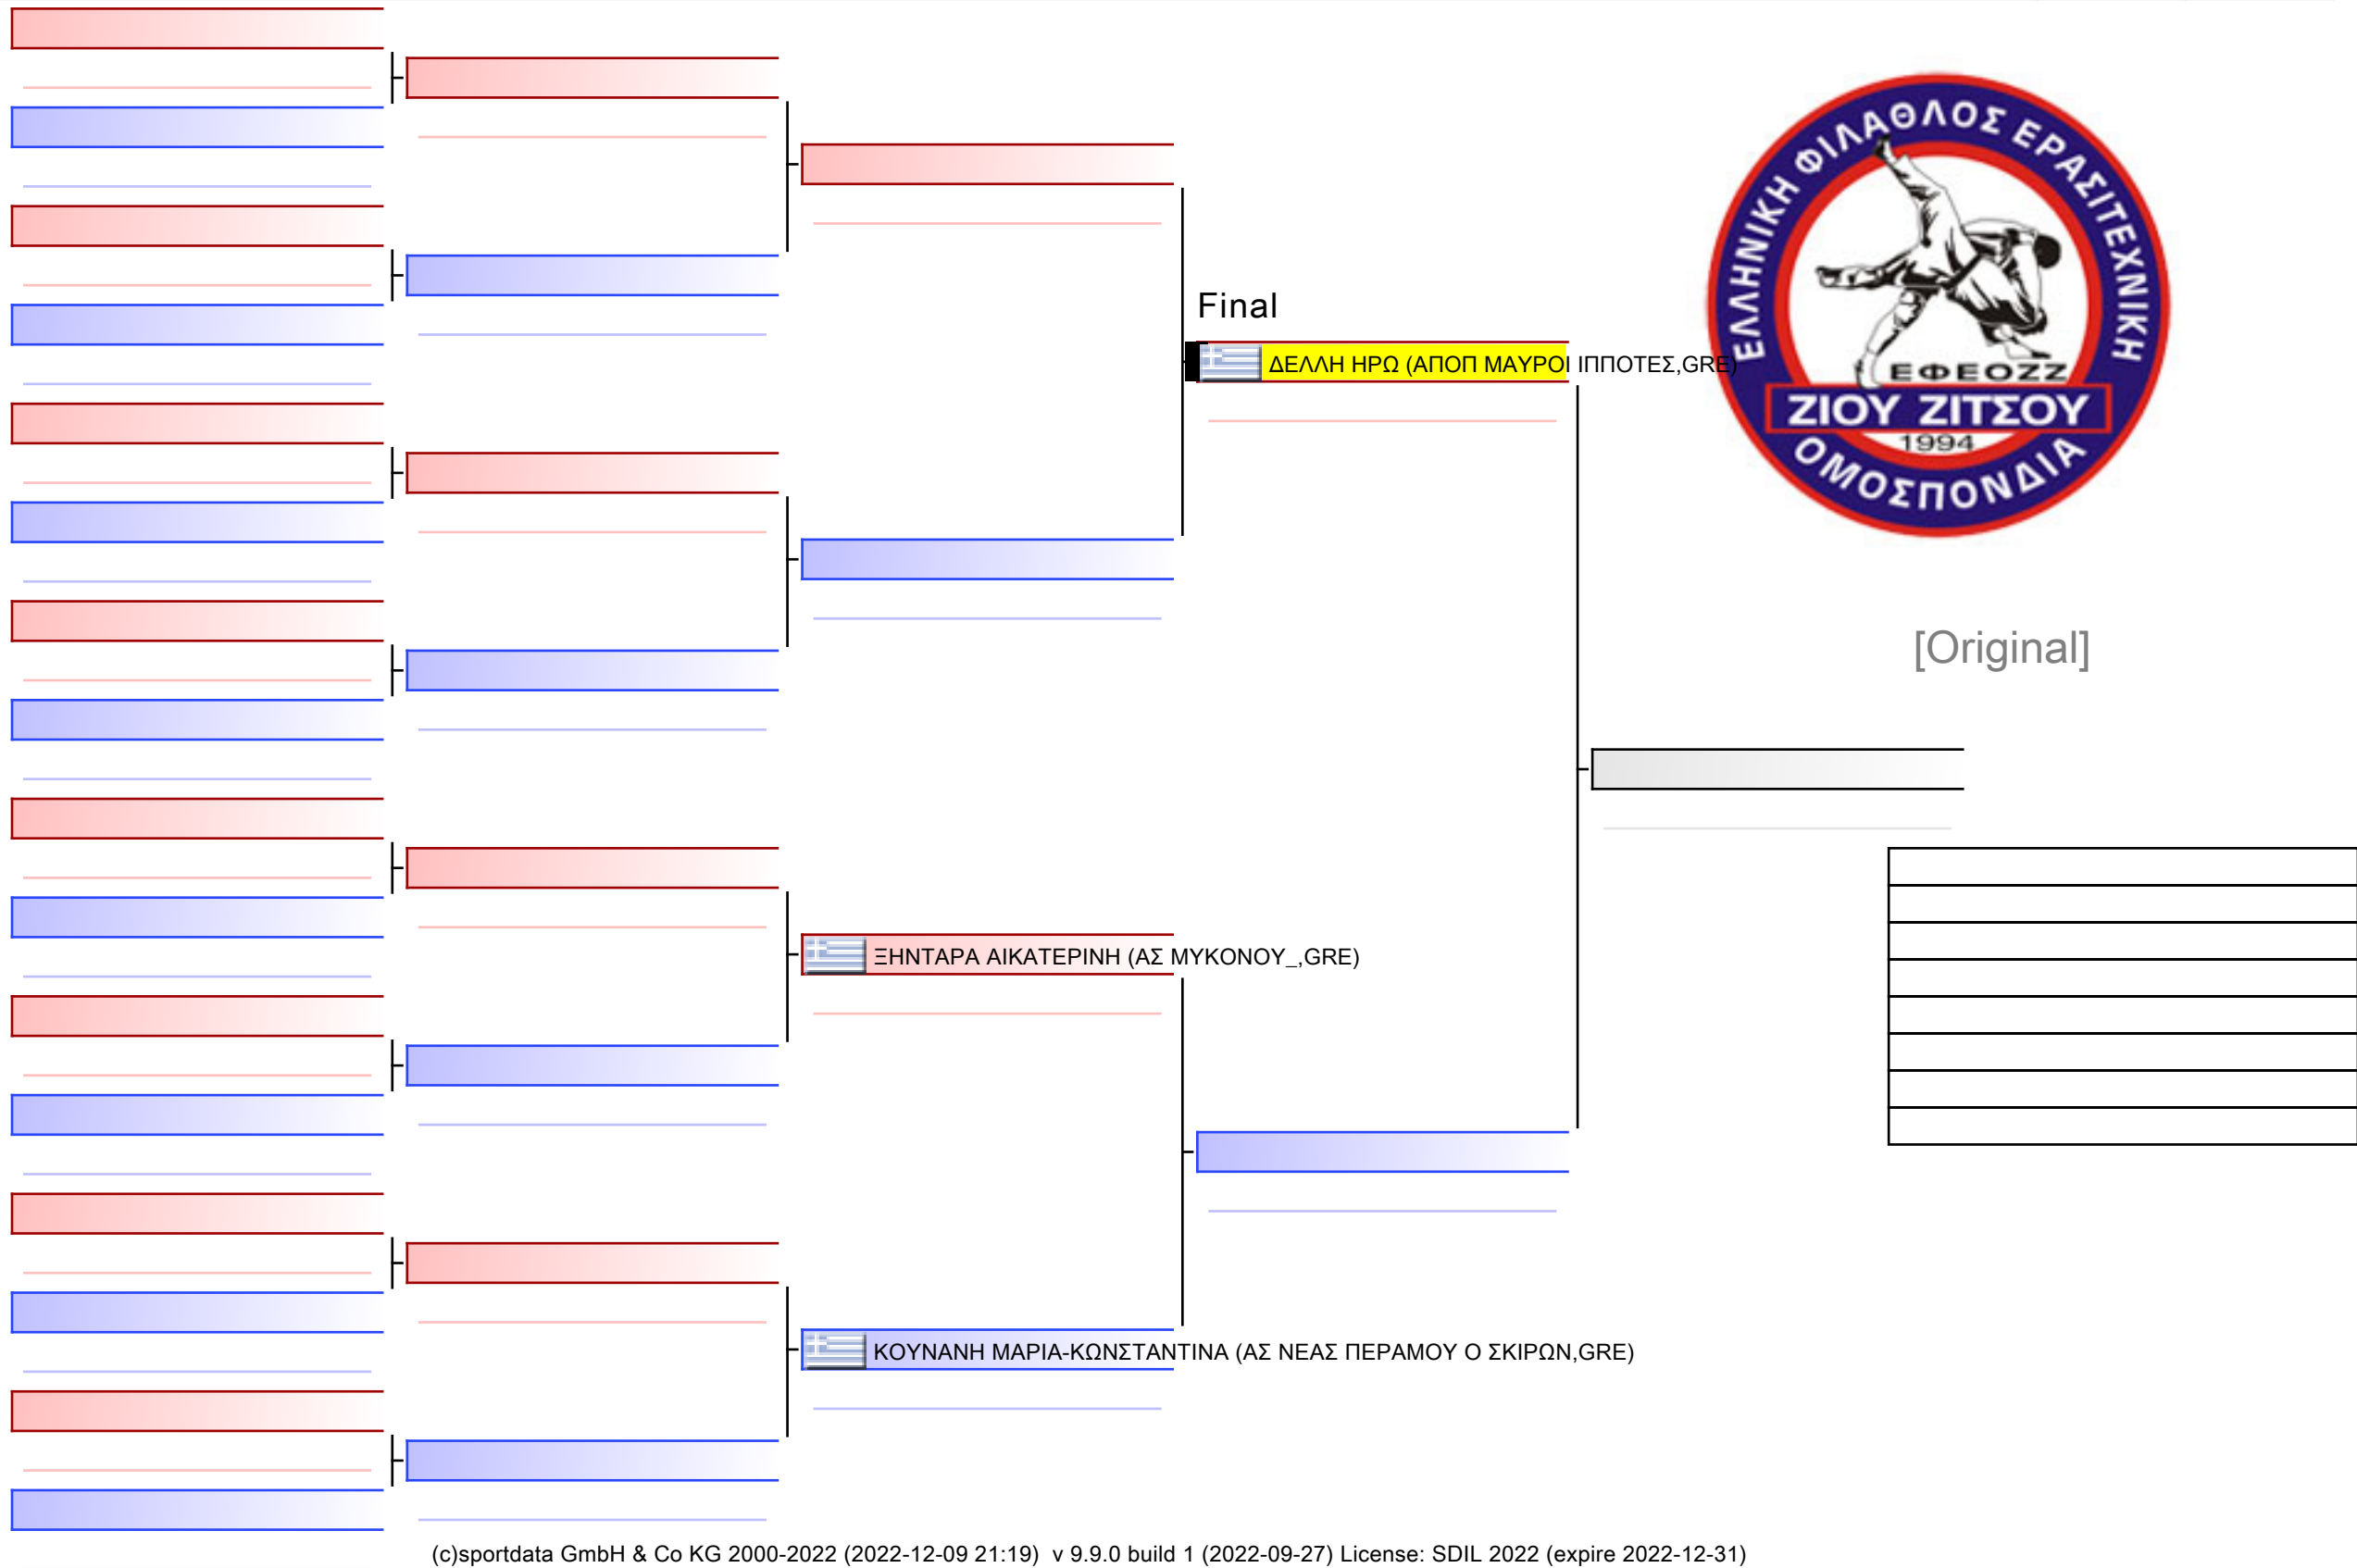 ΕΛΛΗΝΙΚΗ ΦΙΛΑΘΛΟΣ ΕΡΑΣΙΤΕΧΝΙΚΗ
ΕΦΕΟΖΖ
ΖΙΟΥ ΖΙΤΣΟΥ
1994
ΟΜΟΣΠΟΝΔΙΑ
Final
ΔΕΛΛΗ ΗΡΩ (ΑΠΟΠ ΜΑΥΡΟΙ ΙΠΠΟΤΕΣ,GRE)
[Original]
ΞΗΝΤΑΡΑ ΑΙΚΑΤΕΡΙΝΗ (ΑΣ ΜΥΚΟΝΟΥ_,GRE)
ΚΟΥΝΑΝΗ ΜΑΡΙΑ-ΚΩΝΣΤΑΝΤΙΝΑ (ΑΣ ΝΕΑΣ ΠΕΡΑΜΟΥ Ο ΣΚΙΡΩΝ,GRE)
(c)sportdata GmbH & Co KG 2000-2022 (2022-12-09 21:19)  v 9.9.0 build 1 (2022-09-27) License: SDIL 2022 (expire 2022-12-31)